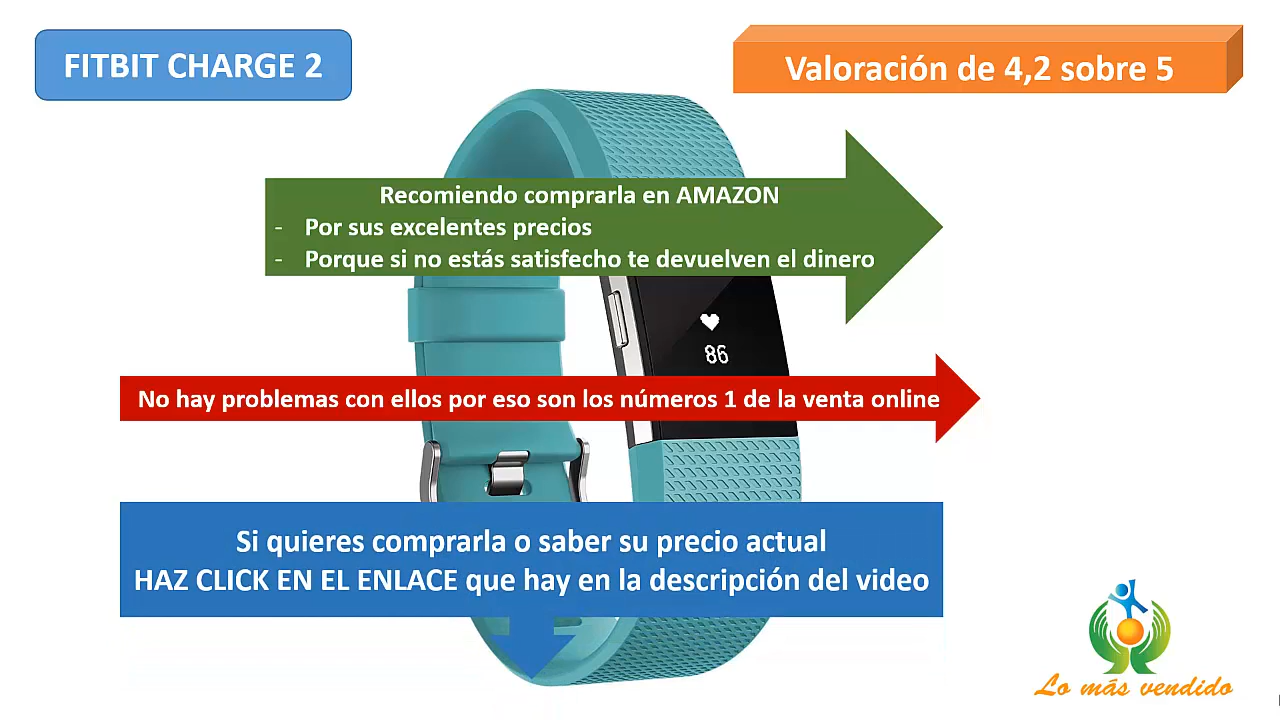 FITBIT CHARGE 2
Valoración de 4,2 sobre 5
Recomiendo comprarla en AMAZON
- Por sus excelentes precios
- Porque si no estás satisfecho te devuelven el dinero
86
No hay problemas con ellos por eso son los números 1 de la venta online
Si quieres comprarla o saber su precio actual
HAZ CLICK EN EL ENLACE que hay en la descripción del video
Lo más vendido